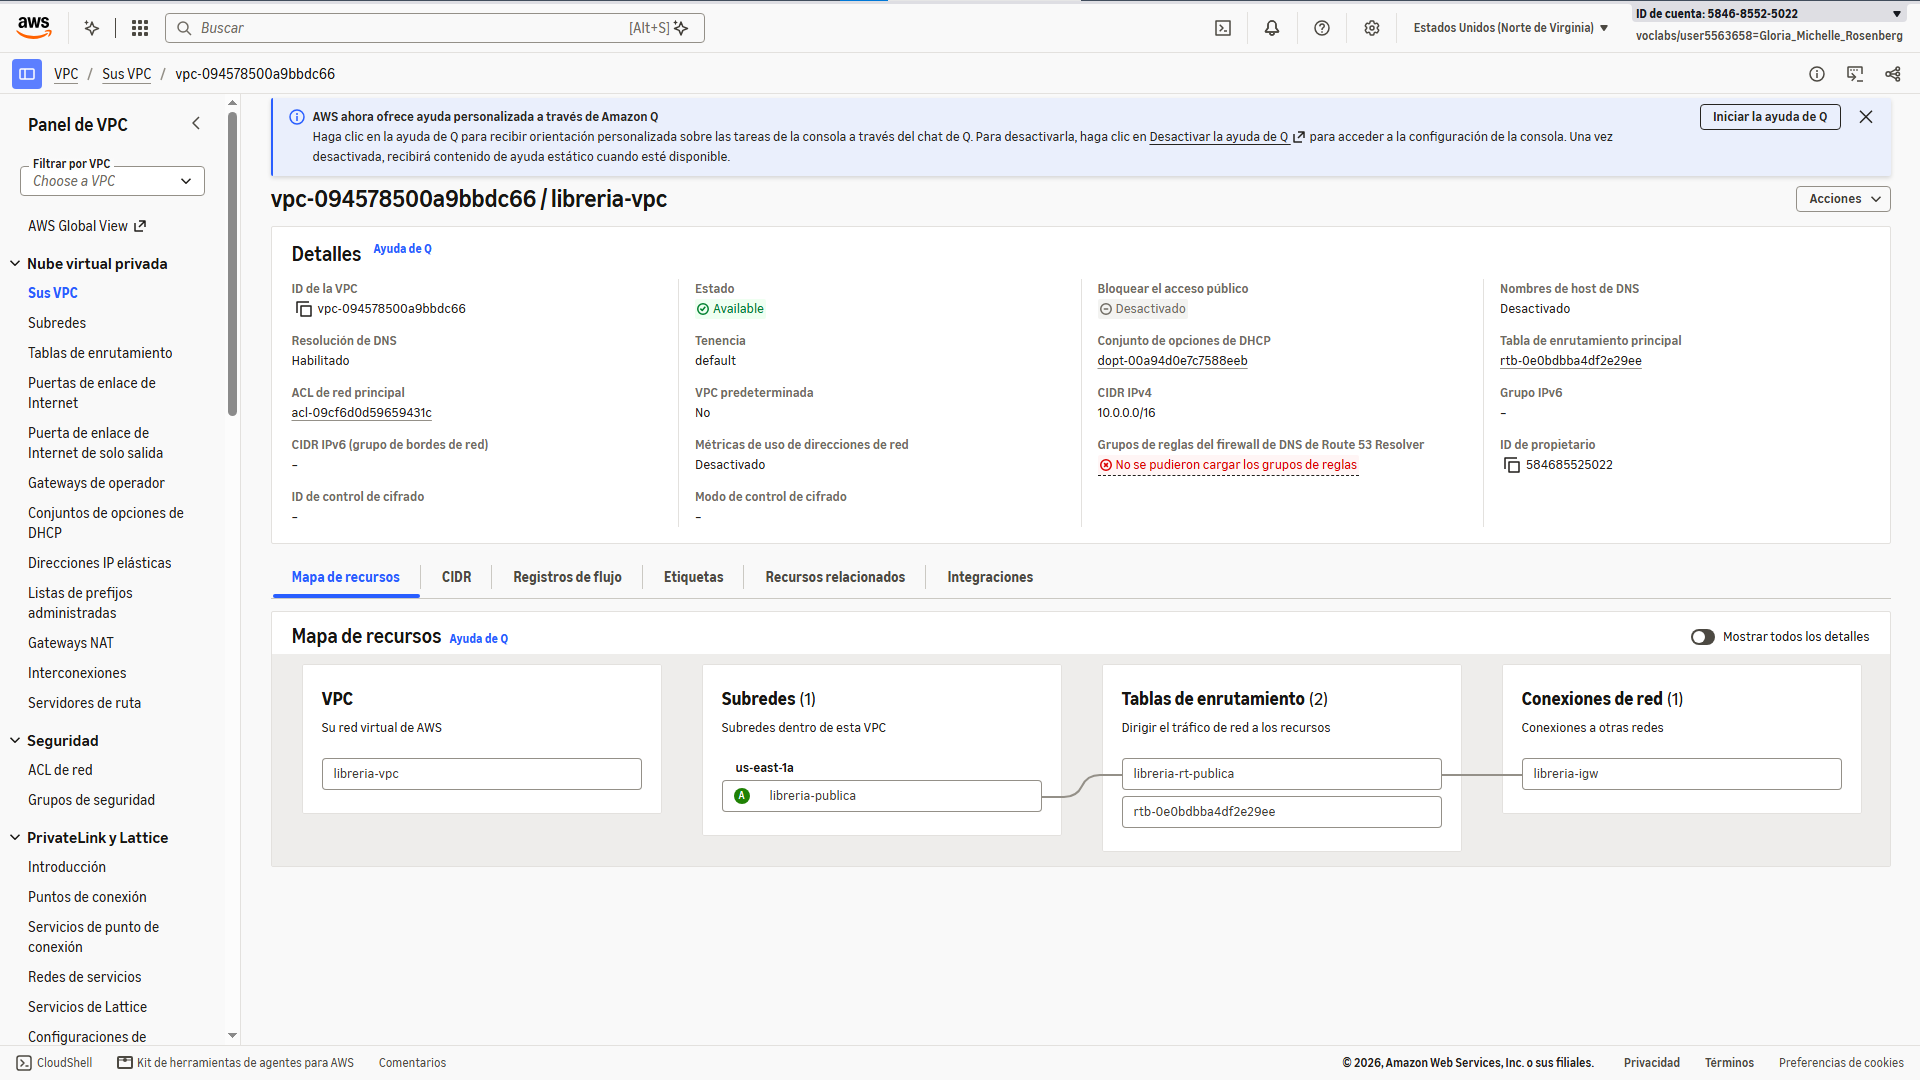 aws
Buscar
[Alt+S]
Estados Unidos (Norte de Virginia)
ID de cuenta: 5846-8552-5022
voclabs/user5563658=Gloria_Michelle_Rosenberg
VPC / Sus VPC / vpc-094578500a9bbdc66
Panel de VPC
Filtrar por VPC
Choose a VPC
AWS Global View
Nube virtual privada
Sus VPC
Subredes
Tablas de enrutamiento
Puertas de enlace de
Internet
Puerta de enlace de
Internet de solo salida
Gateways de operador
Conjuntos de opciones de
DHCP
Direcciones IP elásticas
Listas de prefijos
administradas
Gateways NAT
Interconexiones
Servidores de ruta
Seguridad
ACL de red
Grupos de seguridad
PrivateLink y Lattice
Introducción
Puntos de conexión
Servicios de punto de
conexión
Redes de servicios
Servicios de Lattice
Configuraciones de
AWS ahora ofrece ayuda personalizada a través de Amazon Q
Haga clic en la ayuda de Q para recibir orientación personalizada sobre las tareas de la consola a través del chat de Q. Para desactivarla, haga clic en Desactivar la ayuda de Q para acceder a la configuración de la consola. Una vez
desactivada, recibirá contenido de ayuda estático cuando esté disponible.
Iniciar la ayuda de Q
vpc-094578500a9bbdc66 / libreria-vpc
Acciones
Detalles
Ayuda de Q
ID de la VPC
vpc-094578500a9bbdc66
Estado
Available
Bloquear el acceso público
Desactivado
Nombres de host de DNS
Desactivado
Resolución de DNS
Habilitado
Tenencia
default
Conjunto de opciones de DHCP
dopt-00a94d0e7c7588eeb
Tabla de enrutamiento principal
rtb-0e0bdbba4df2e29ee
ACL de red principal
acl-09cf6d0d59659431c
VPC predeterminada
No
CIDR IPv4
10.0.0.0/16
Grupo IPv6
–
CIDR IPv6 (grupo de bordes de red)
–
Métricas de uso de direcciones de red
Desactivado
Grupos de reglas del firewall de DNS de Route 53 Resolver
No se pudieron cargar los grupos de reglas
ID de propietario
584685525022
ID de control de cifrado
–
Modo de control de cifrado
–
Mapa de recursos
CIDR
Registros de flujo
Etiquetas
Recursos relacionados
Integraciones
Mapa de recursos
Ayuda de Q
Mostrar todos los detalles
VPC
Su red virtual de AWS
libreria-vpc
Subredes (1)
Subredes dentro de esta VPC
us-east-1a
A libreria-publica
Tablas de enrutamiento (2)
Dirigir el tráfico de red a los recursos
libreria-rt-publica
rtb-0e0bdbba4df2e29ee
Conexiones de red (1)
Conexiones a otras redes
libreria-igw
CloudShell
Kit de herramientas de agentes para AWS
Comentarios
© 2026, Amazon Web Services, Inc. o sus filiales.
Privacidad
Términos
Preferencias de cookies